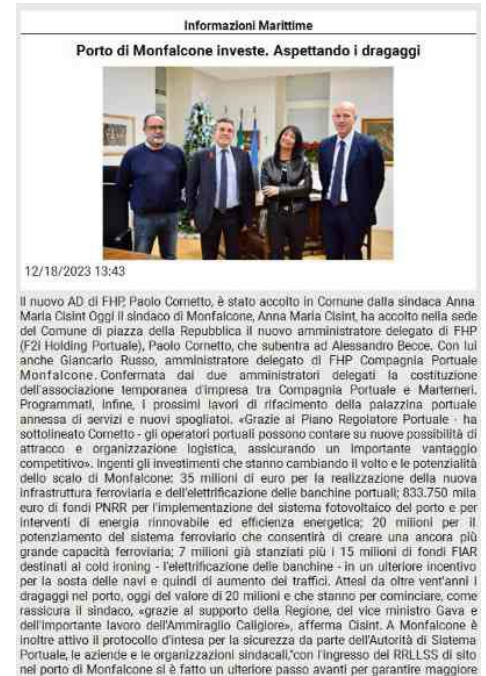 Informazioni Marittime
Porto di Monfalcone investe. Aspettando i dragaggi
12/18/2023 13:43
Il nuovo AD di FHP, Paolo Cornetto, è stato accolto in Comune dalla sindaca Anna
Maria Cisint Oggi il sindaco di Monfalcone, Anna Maria Cisint, ha accolto nella sede
del Comune di piazza della Repubblica il nuovo amministratore delegato di FHP
(F2i Holding Portuale), Paolo Cornetto, che subentra ad Alessandro Becce. Con lui
anche Giancarlo Russo, amministratore delegato di FHP Compagnia Portuale
Monfalcone. Confermata dai due amministratori delegati la costituzione
dell'associazione temporanea d'impresa tra Compagnia Portuale e Marterneri.
Programmati, infine, i prossimi lavori di rifacimento della palazzina portuale
annessa di servizi e nuovi spogliatoi. «Grazie al Piano Regolatore Portuale - ha
sottolineato Cornetto - gli operatori portuali possono contare su nuove possibilità di
attracco e organizzazione logistica, assicurando un importante vantaggio
competitivo». Ingenti gli investimenti che stanno cambiando il volto e le potenzialità
dello scalo di Monfalcone: 35 milioni di euro per la realizzazione della nuova
infrastruttura ferroviaria e dell'elettrificazione delle banchine portuali; 833.750 mila
euro di fondi PNRR per l'implementazione del sistema fotovoltaico del porto e per
interventi di energia rinnovabile ed efficienza energetica; 20 milioni per il
potenziamento del sistema ferroviario che consentirà di creare una ancora più
grande capacità ferroviaria; 7 milioni già stanziati più i 15 milioni di fondi FIAR
destinati al cold ironing - l'elettrificazione delle banchine - in un ulteriore incentivo
per la sosta delle navi e quindi di aumento dei traffici. Attesi da oltre vent'anni i
dragaggi nel porto, oggi del valore di 20 milioni e che stanno per cominciare, come
rassicura il sindaco, «grazie al supporto della Regione, del vice ministro Gava e
dell'importante lavoro dell'Ammiraglio Caligiore», afferma Cisint. A Monfalcone è
inoltre attivo il protocollo d'intesa per la sicurezza da parte dell'Autorità di Sistema
Portuale, le aziende e le organizzazioni sindacali,"con l'ingresso dei RRLLSS di sito
nel porto di Monfalcone si è fatto un ulteriore passo avanti per garantire maggiore